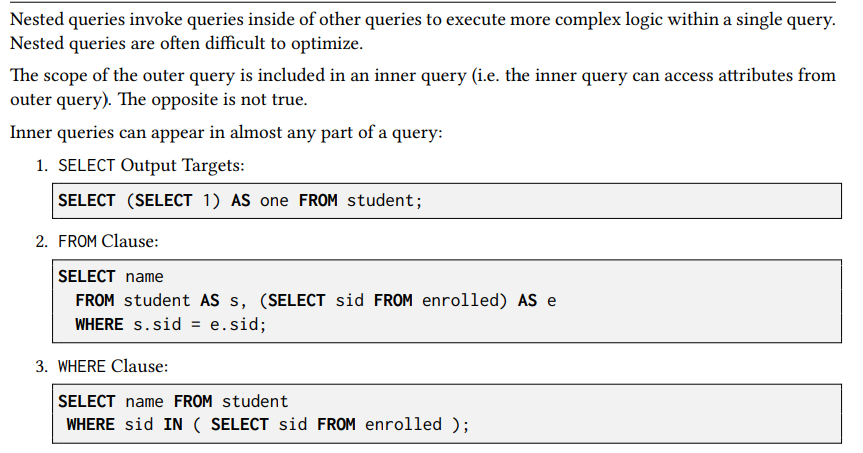 Nested queries invoke queries inside of other queries to execute more complex logic within a single query.
Nested queries are often difficult to optimize.
The scope of the outer query is included in an inner query (i.e. the inner query can access attributes from
outer query). The opposite is not true.
Inner queries can appear in almost any part of a query:
1. SELECT Output Targets:
SELECT (SELECT 1) AS one FROM student;
2. FROM Clause:
SELECT name
FROM student AS s, (SELECT sid FROM enrolled) AS e
WHERE s.sid = e.sid;
3. WHERE Clause:
SELECT name FROM student
WHERE sid IN ( SELECT sid FROM enrolled );